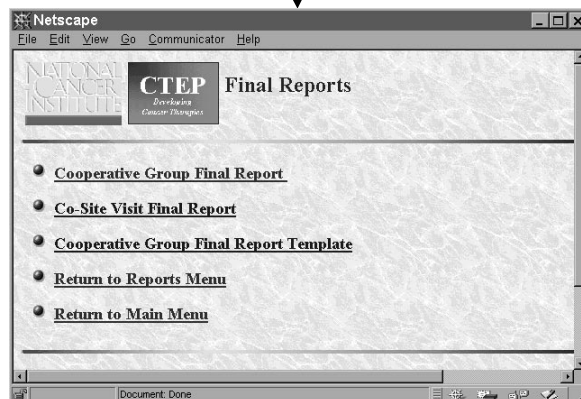 Netscape
File Edit View Go Communicator Help
NATIONAL
CANCER
INSTITUTE
CTEP
Developing
Cancer Therapies
Final Reports
Cooperative Group Final Report
Co-Site Visit Final Report
Cooperative Group Final Report Template
Return to Reports Menu
Return to Main Menu
Document: Done